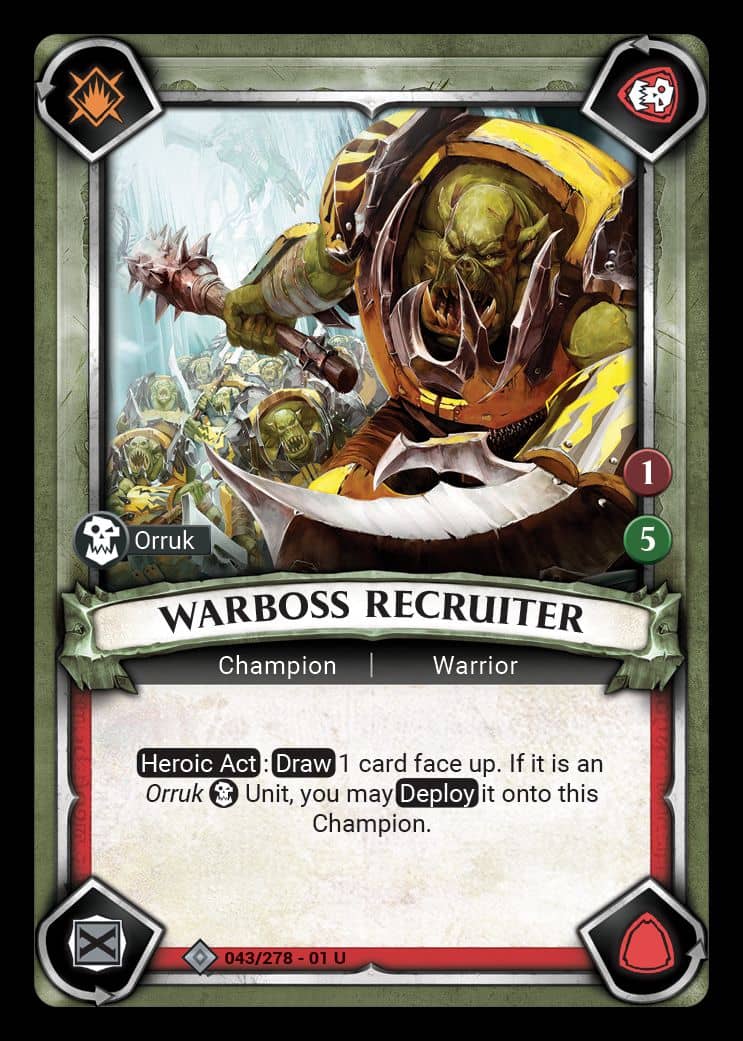 1
Orruk
5
WARBOSS RECRUITER
Champion | Warrior
Heroic Act : Draw 1 card face up. If it is an
Orruk Unit, you may Deploy it onto this
Champion.
043/278 - 01 U